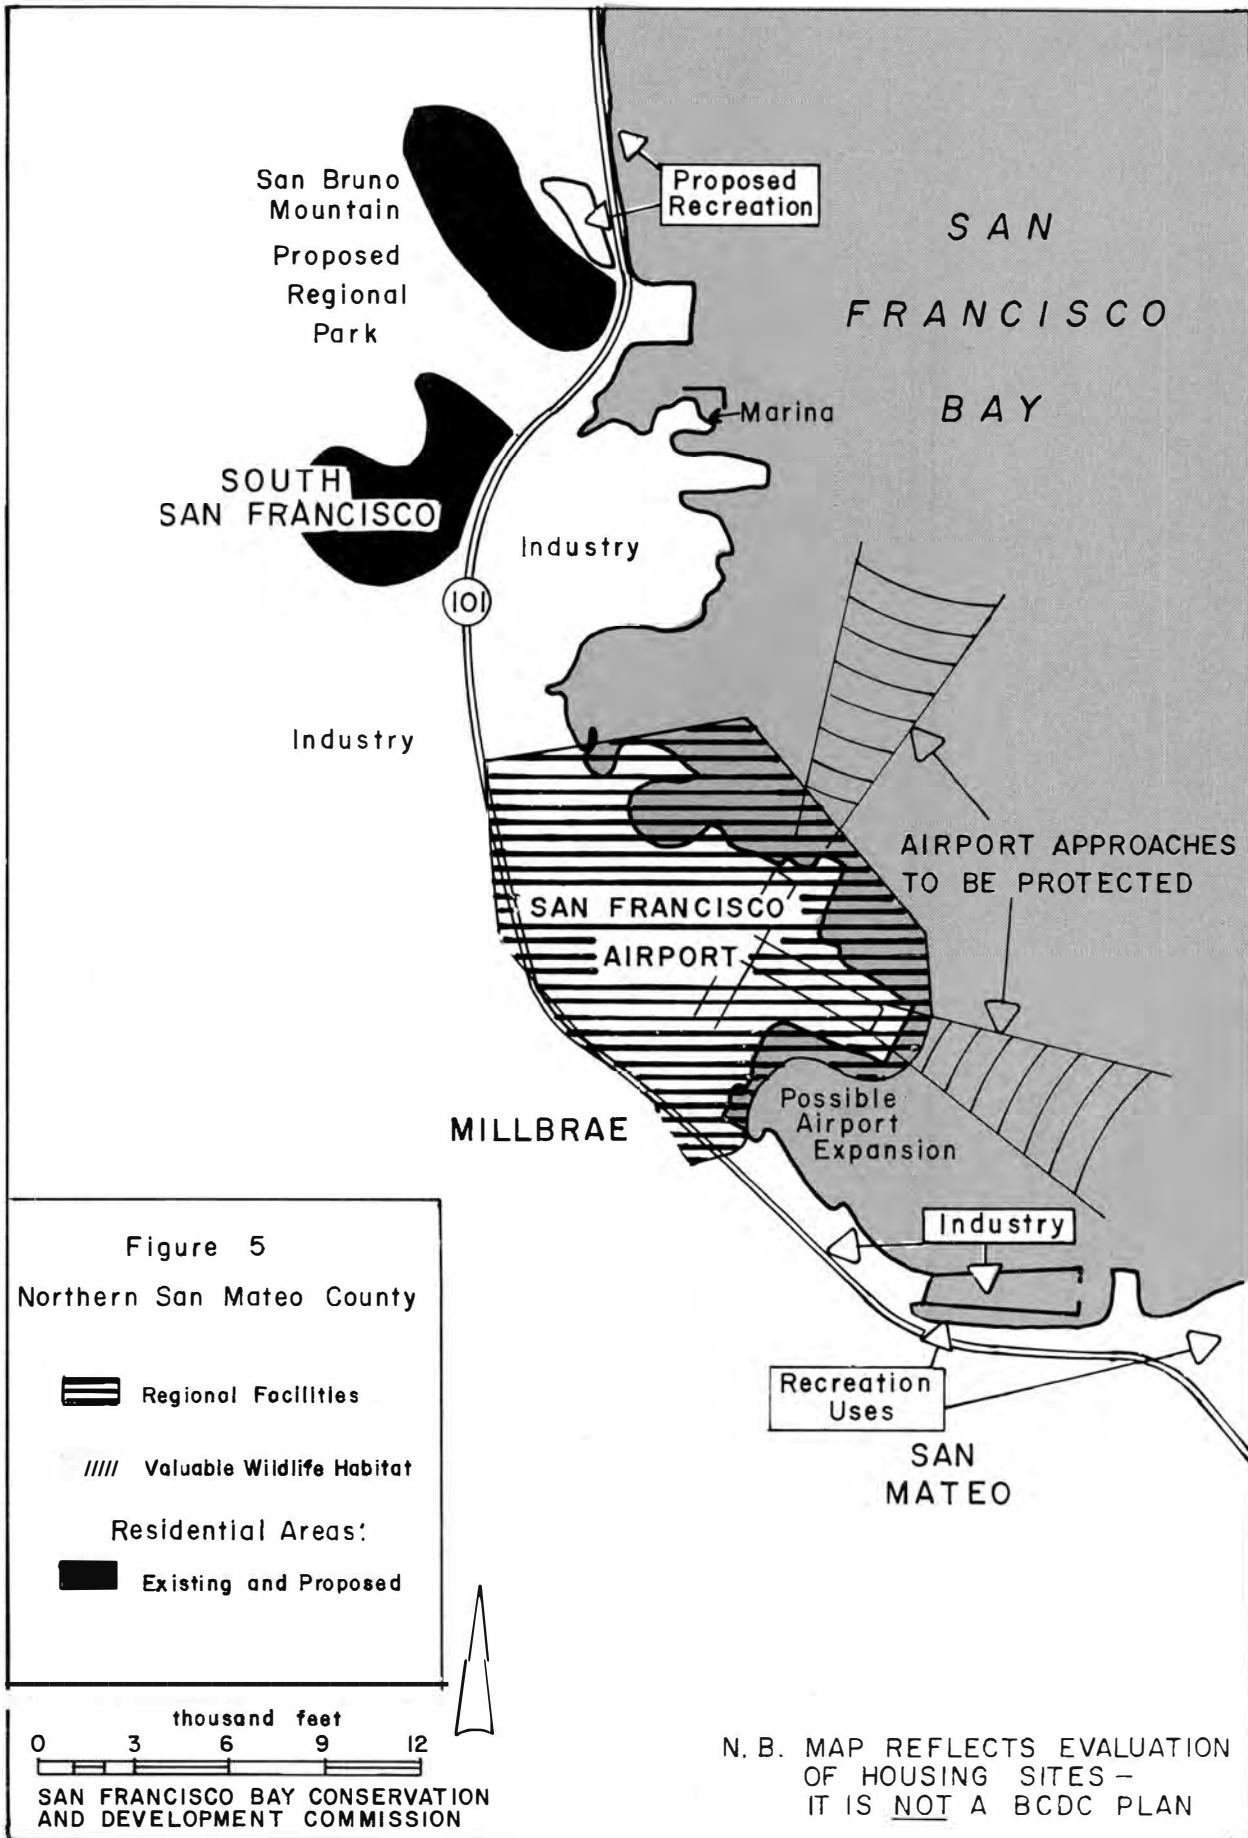 San Bruno
Mountain
Proposed
Regional
Park
Proposed
Recreation
SAN
FRANCISCO
BAY
Marina
SOUTH
SAN FRANCISCO
Industry
101
Industry
AIRPORT APPROACHES
TO BE PROTECTED
SAN FRANCISCO
AIRPORT
MILLBRAE
Possible
Airport
Expansion
Industry
Recreation
Uses
SAN
MATEO
Figure 5
Northern San Mateo County
Regional Facilities
Valuable Wildlife Habitat
Residential Areas:
Existing and Proposed
thousand feet
0 3 6 9 12
SAN FRANCISCO BAY CONSERVATION
AND DEVELOPMENT COMMISSION
N.B. MAP REFLECTS EVALUATION
OF HOUSING SITES –
IT IS NOT A BCDC PLAN